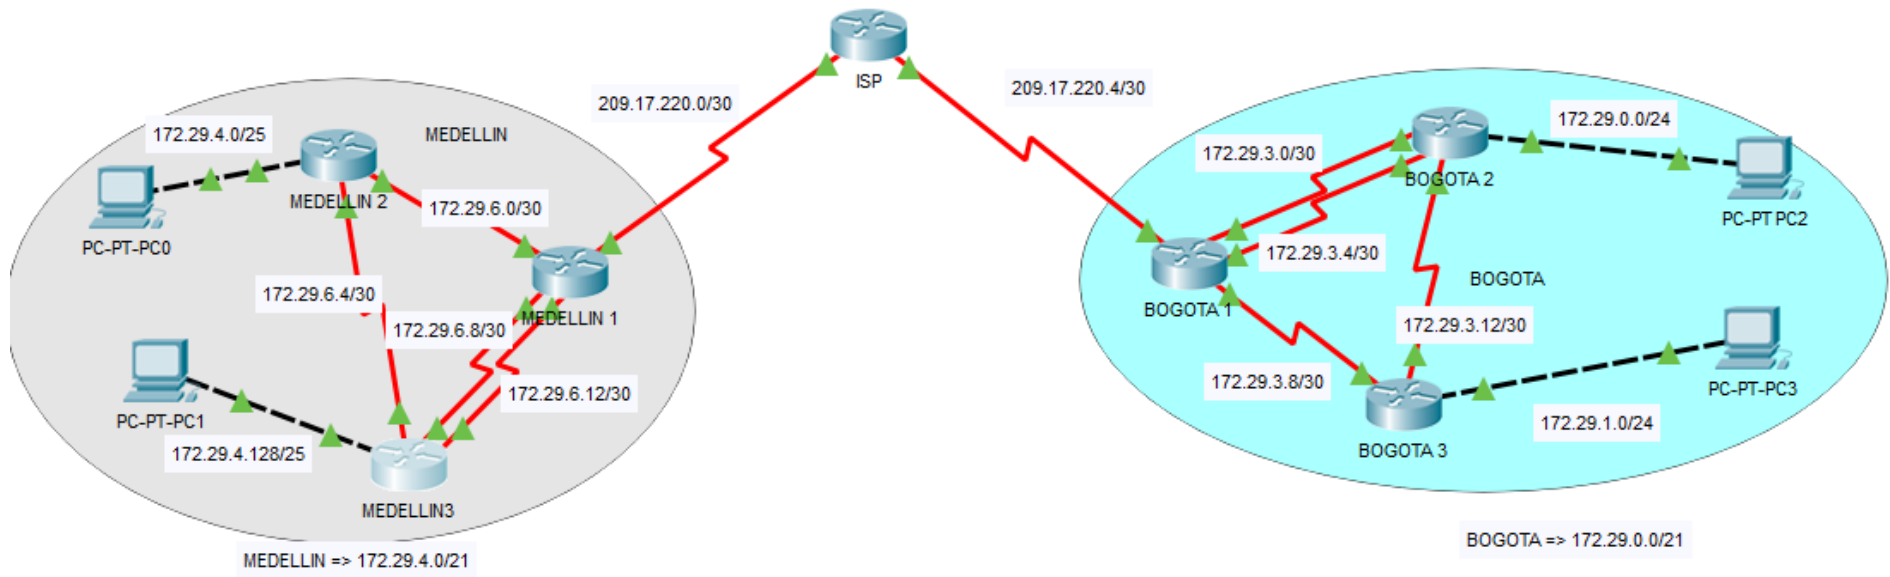 ISP
209.17.220.0/30
209.17.220.4/30
172.29.4.0/25
MEDELLIN
MEDELLIN 2
172.29.6.0/30
PC-PT-PC0
172.29.6.4/30
172.29.6.8/30
MEDELLIN 1
172.29.6.12/30
PC-PT-PC1
172.29.4.128/25
MEDELLIN3
MEDELLIN => 172.29.4.0/21
172.29.3.0/30
172.29.0.0/24
BOGOTA 2
PC-PT PC2
172.29.3.4/30
BOGOTA
BOGOTA 1
172.29.3.12/30
172.29.3.8/30
PC-PT-PC3
172.29.1.0/24
BOGOTA 3
BOGOTA => 172.29.0.0/21